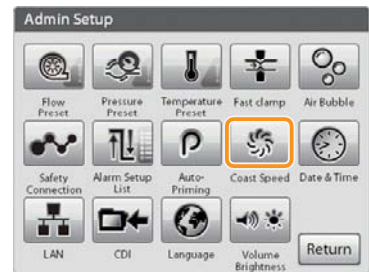 Admin Setup
Flow Preset
Pressure Preset
Temperature Preset
Fast clamp
Air Bubble
Safety Connection
Alarm Setup List
Auto-Priming
Coast Speed
Date & Time
LAN
CDI
Language
Volume Brightness
Return